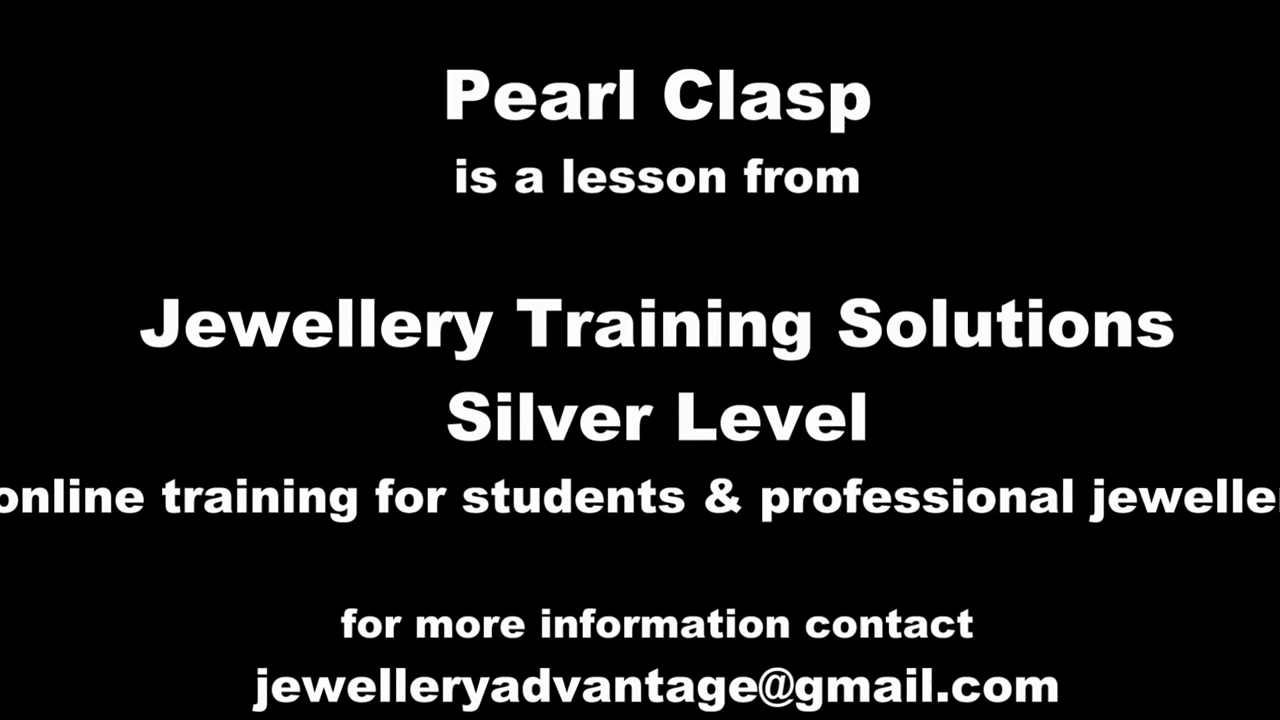 Pearl Clasp
is a lesson from
Jewellery Training Solutions
Silver Level
online training for students & professional jeweller
for more information contact
jewelleryadvantage@gmail.com